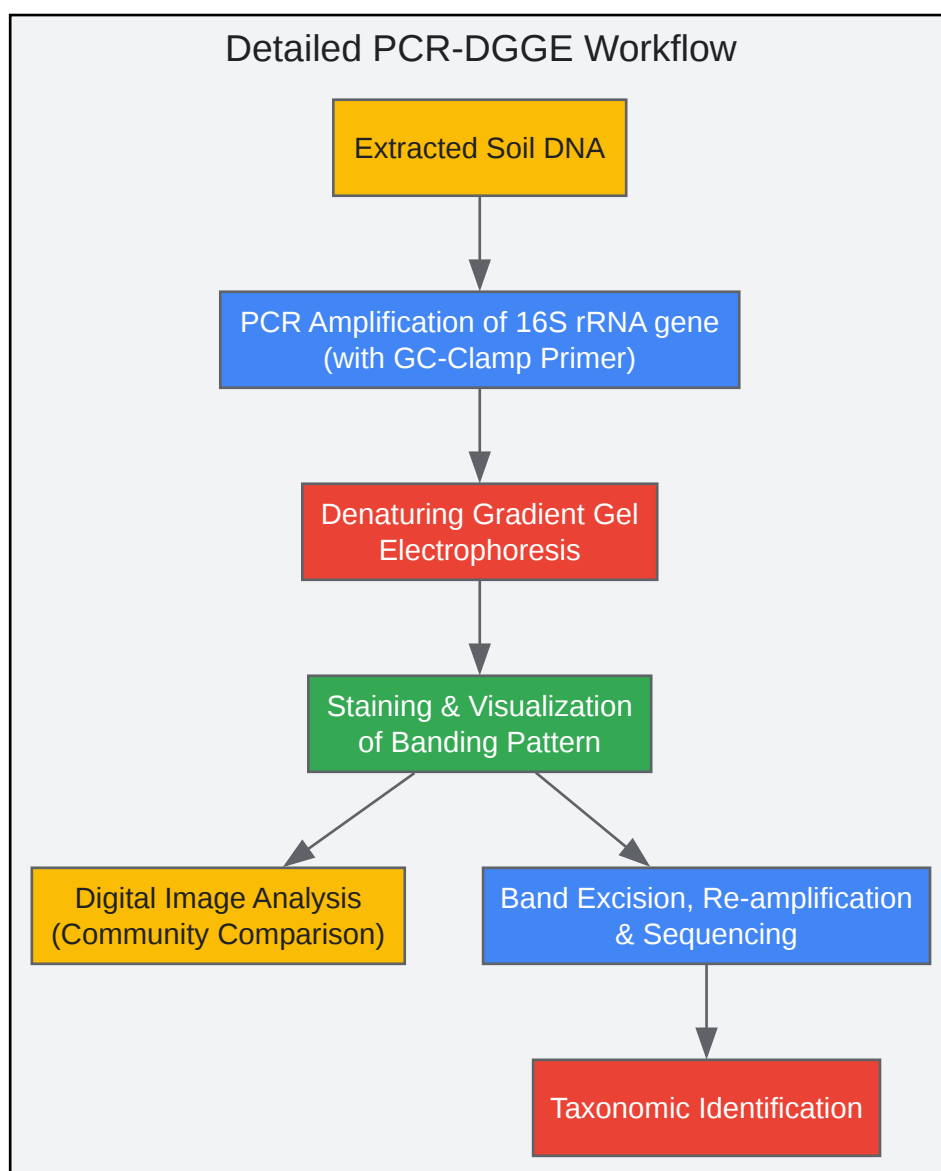 Detailed PCR-DGGE Workflow
Extracted Soil DNA
PCR Amplification of 16S rRNA gene
(with GC-Clamp Primer)
Denaturing Gradient Gel
Electrophoresis
Staining & Visualization
of Banding Pattern
Digital Image Analysis
(Community Comparison)
Band Excision, Re-amplification
& Sequencing
Taxonomic Identification